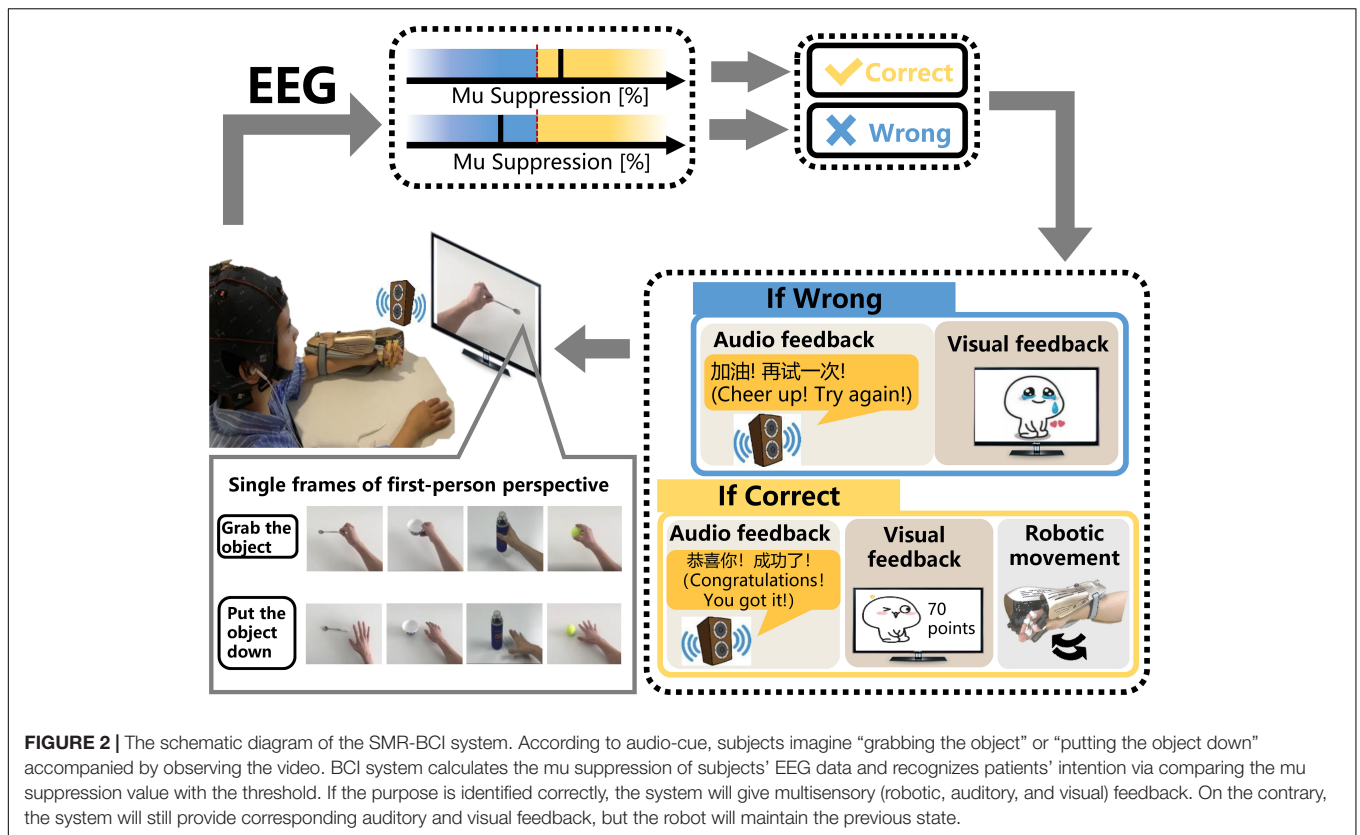 EEG
Mu Suppression [%]
Mu Suppression [%]
Correct
Wrong
If Wrong
Audio feedback
加油! 再试一次!
(Cheer up! Try again!)
Visual feedback
If Correct
Audio feedback
恭喜你! 成功了!
(Congratulations!
You got it!)
Visual
feedback
70
points
Robotic
movement
Single frames of first-person perspective
Grab the
object
Put the
object
down
FIGURE 2 | The schematic diagram of the SMR-BCI system. According to audio-cue, subjects imagine “grabbing the object” or “putting the object down”
accompanied by observing the video. BCI system calculates the mu suppression of subjects’ EEG data and recognizes patients’ intention via comparing the mu
suppression value with the threshold. If the purpose is identified correctly, the system will give multisensory (robotic, auditory, and visual) feedback. On the contrary,
the system will still provide corresponding auditory and visual feedback, but the robot will maintain the previous state.